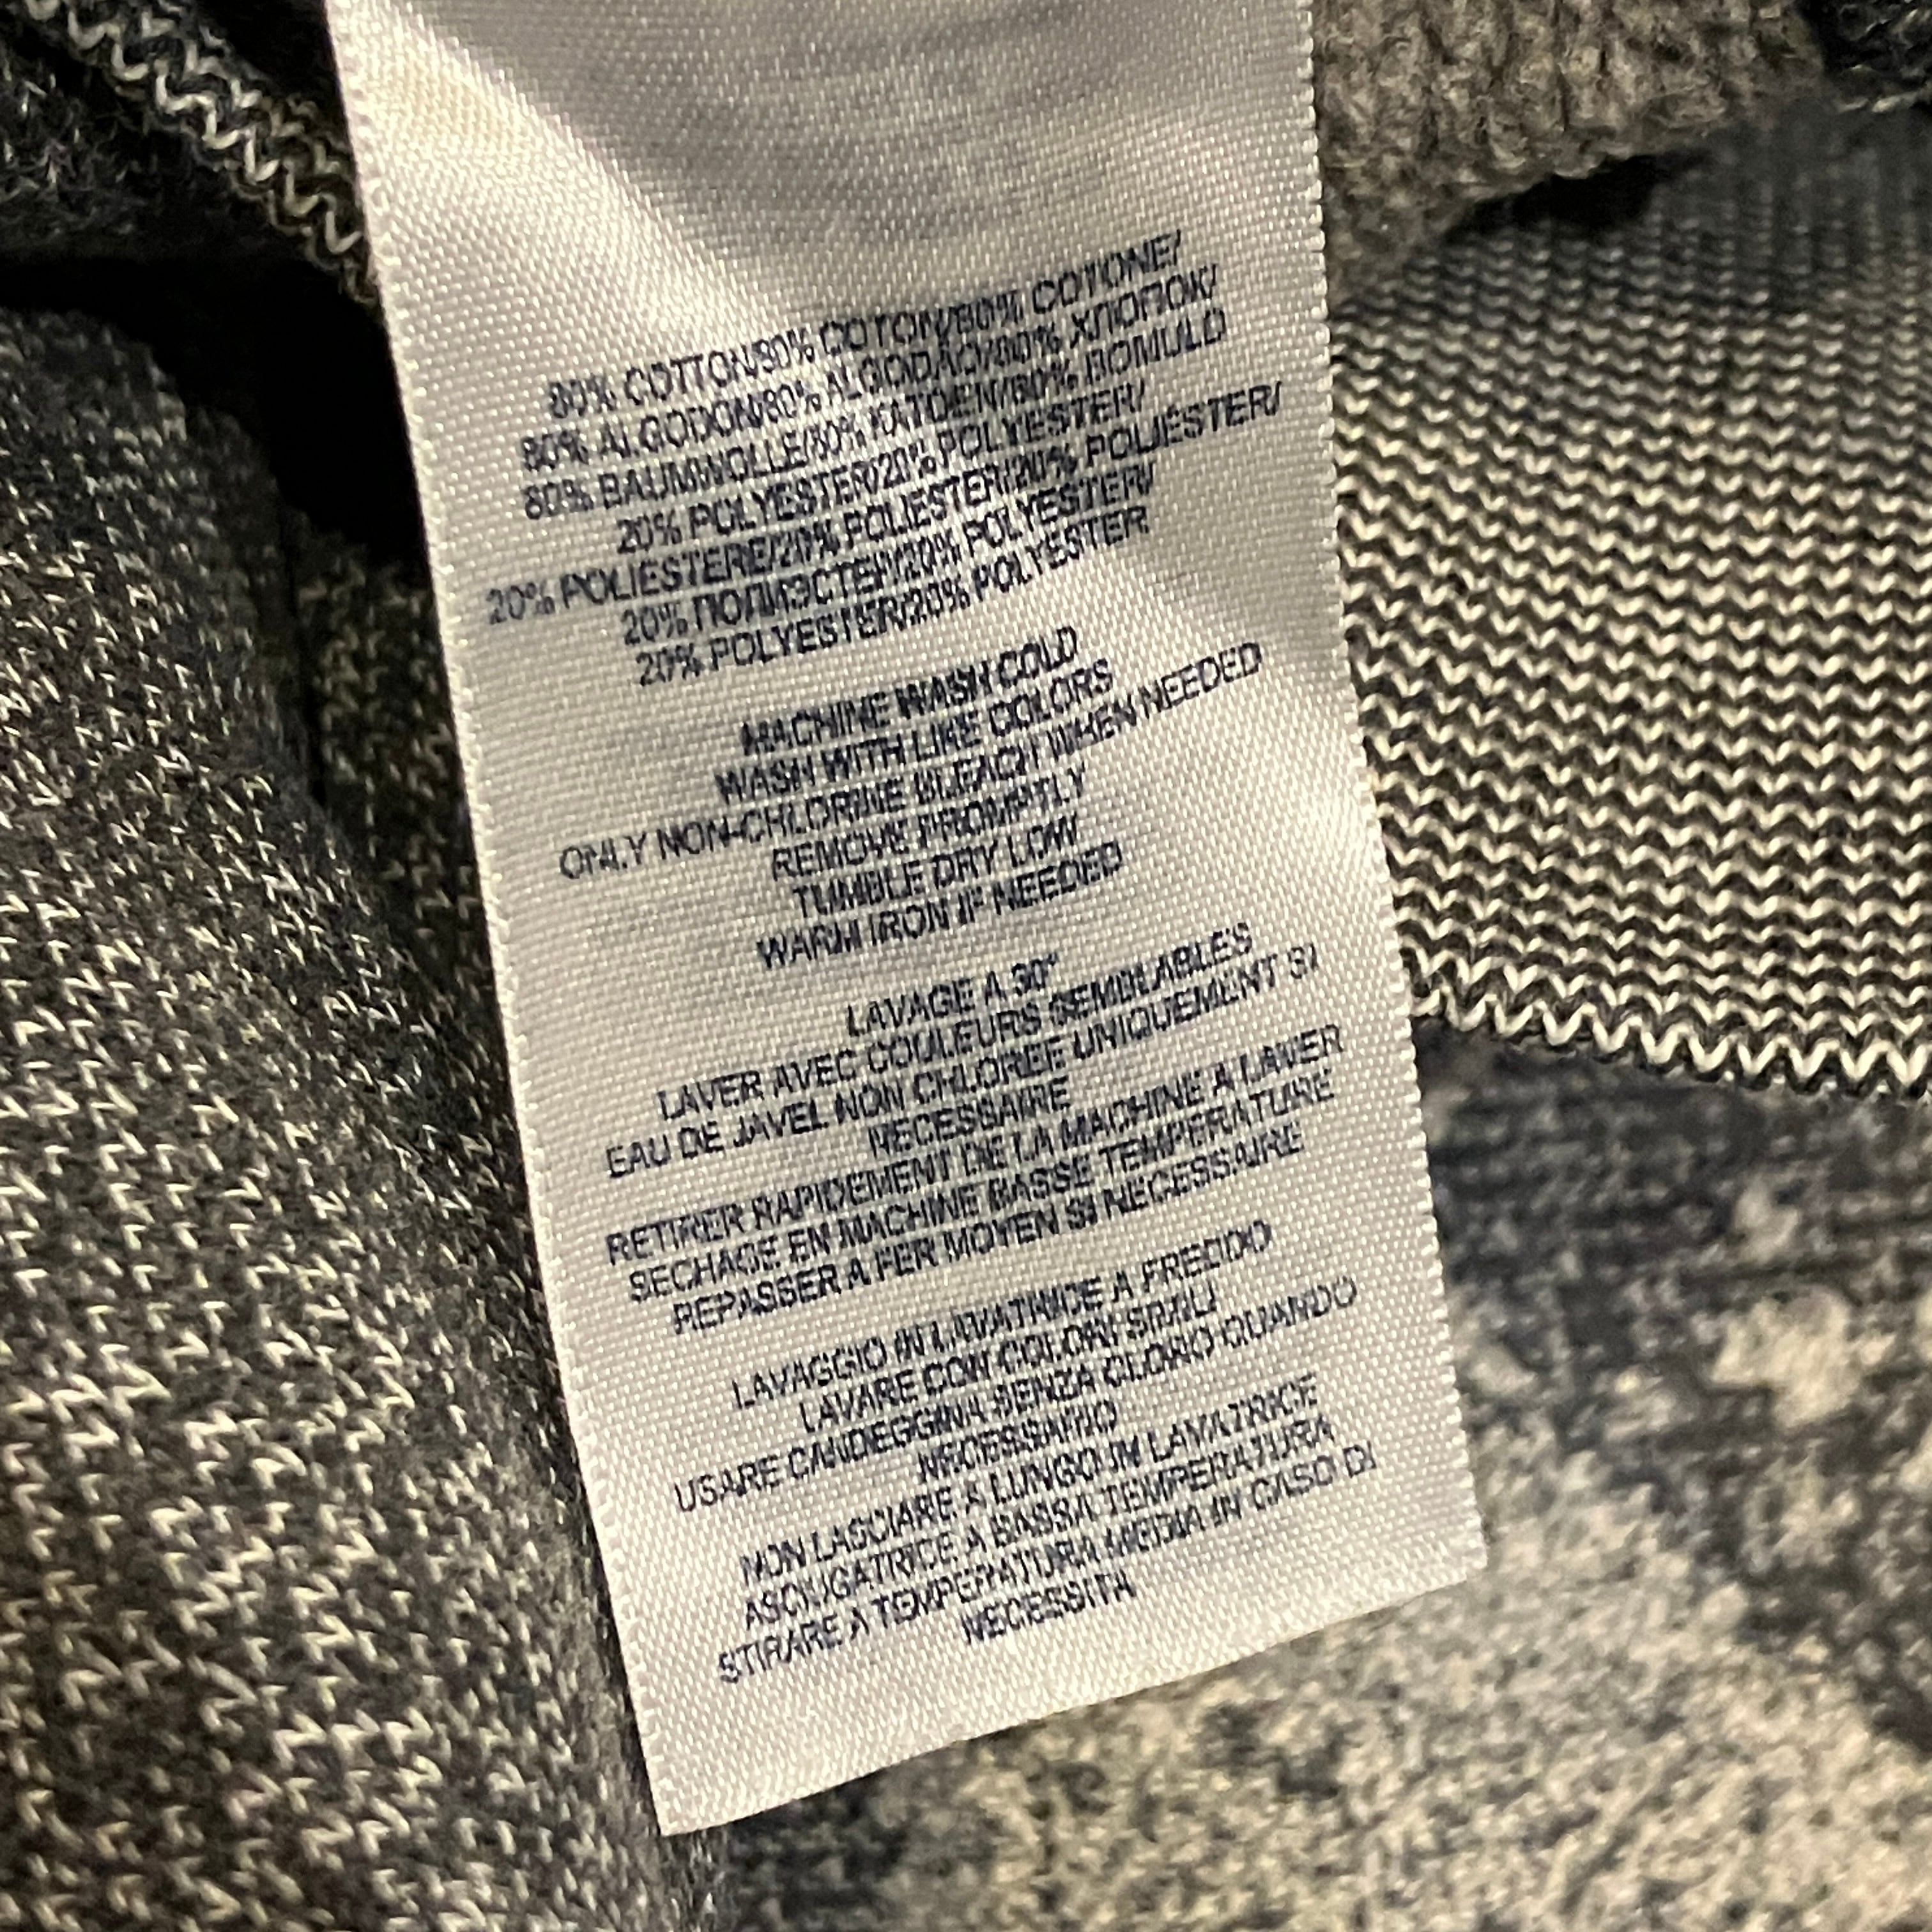 80% COTTON/80% COTON/80% COTONE/
80% ALGODON/80% ALGODÃO/80% ХЛОПОК/
80% BAUMWOLLE/80% KATOEN/80% BOMULD
20% POLYESTER/20% POLYESTER/
20% POLIESTERE/20% POLIESTER/20% POLIÉSTER/
20% ПОЛИЭСТЕР/20% POLYESTER/
20% POLYESTER/20% POLYESTER
MACHINE WASH COLD
WASH WITH LIKE COLORS
ONLY NON-CHLORINE BLEACH WHEN NEEDED
REMOVE PROMPTLY
TUMBLE DRY LOW
WARM IRON IF NEEDED
LAVAGE A 30°
LAVER AVEC COULEURS SEMBLABLES
EAU DE JAVEL NON CHLOREE UNIQUEMENT SI
NECESSAIRE
RETIRER RAPIDEMENT DE LA MACHINE A LAVER
SECHAGE EN MACHINE BASSE TEMPERATURE
REPASSER A FER MOYEN SI NECESSAIRE
LAVAGGIO IN LAVATRICE A FREDDO
LAVARE CON COLORI SIMILI
USARE CANDEGGINA SENZA CLORO QUANDO
NECESSARIO
NON LASCIARE A LUNGO IN LAVATRICE
ASCIUGATRICE A BASSA TEMPERATURA
STIRARE A TEMPERATURA MEDIA IN CASO DI
NECESSITA